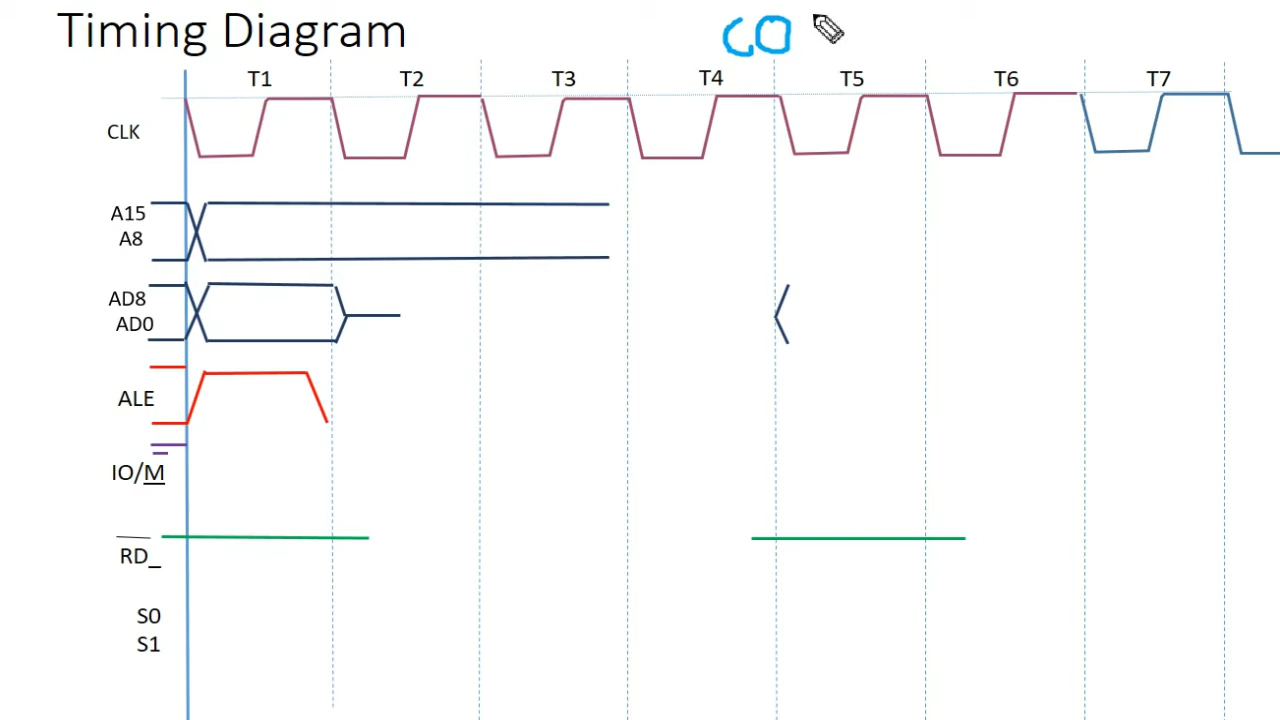 Timing Diagram
CO
T1 T2 T3 T4 T5 T6 T7
CLK
A15
A8
AD8
AD0
ALE
IO/M
RD_
S0
S1